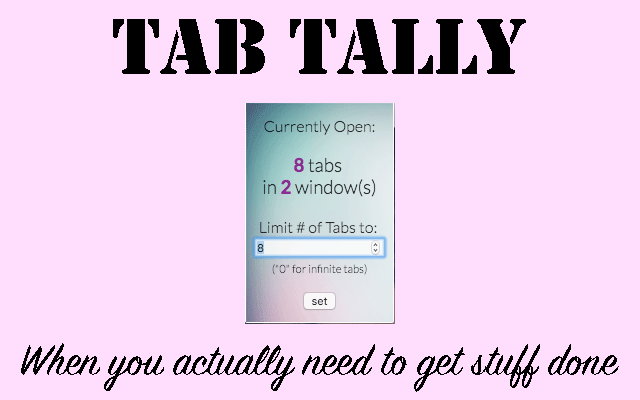 TAB TALLY
Currently Open:
8 tabs
in 2 window(s)
Limit # of Tabs to:
8
("0" for infinite tabs)
set
When you actually need to get stuff done